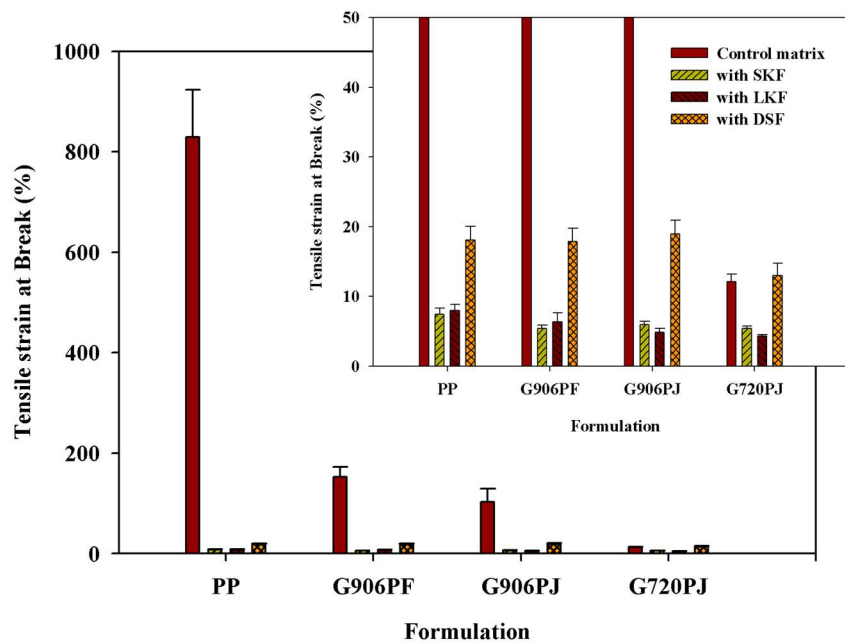 1000
800
600
400
200
0
Tensile strain at Break (%)
PP
G906PF
G906PJ
G720PJ
Formulation
50
40
30
20
10
0
Tensile strain at Break (%)
PP
G906PF
G906PJ
G720PJ
Formulation
Control matrix
with SKF
with LKF
with DSF